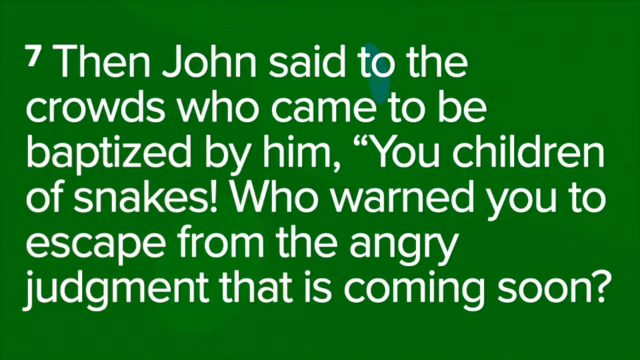 7 Then John said to the
crowds who came to be
baptized by him, “You children
of snakes! Who warned you to
escape from the angry
judgment that is coming soon?